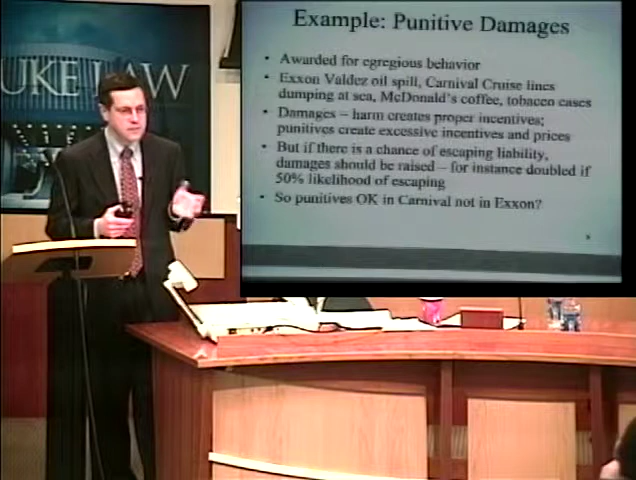 UKE LAW
Example: Punitive Damages
• Awarded for egregious behavior
• Exxon Valdez oil spill, Carnival Cruise lines
dumping at sea, McDonald's coffee, tobacco cases
• Damages – harm creates proper incentives;
punitives create excessive incentives and prices
• But if there is a chance of escaping liability,
damages should be raised – for instance doubled if
50% likelihood of escaping
• So punitives OK in Carnival not in Exxon?